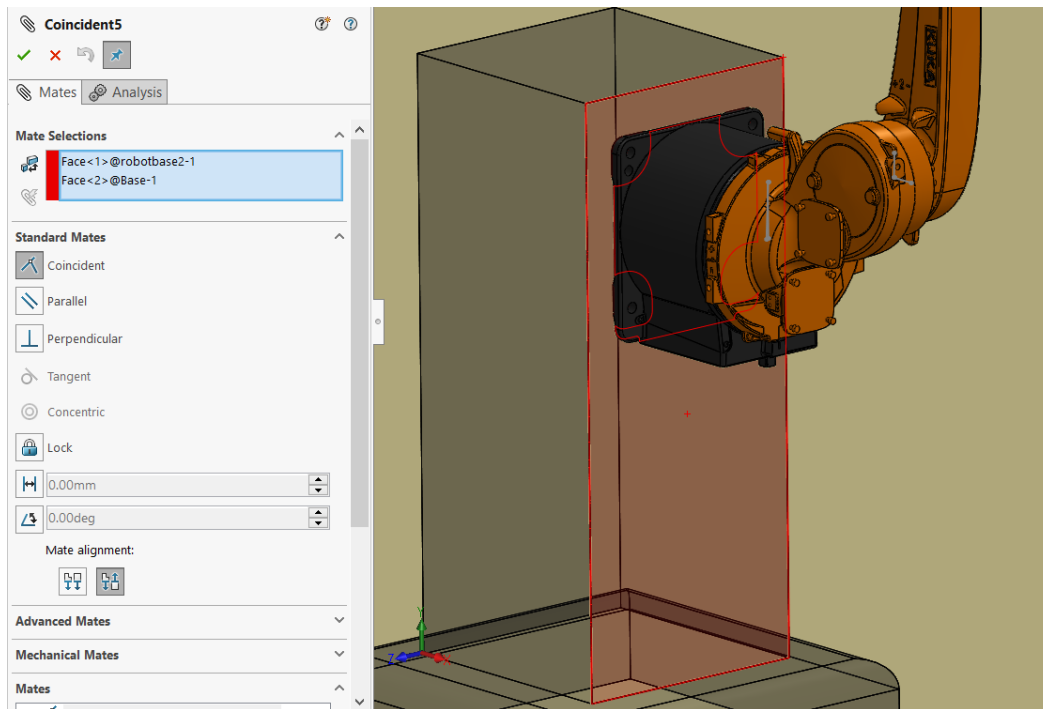 Coincident5
Mates
Analysis
Mate Selections
Face<1>@robotbase2-1
Face<2>@Base-1
Standard Mates
Coincident
Parallel
Perpendicular
Tangent
Concentric
Lock
0.00mm
0.00deg
Mate alignment:
Advanced Mates
Mechanical Mates
Mates
KUKA
+2-
Y
Z
X